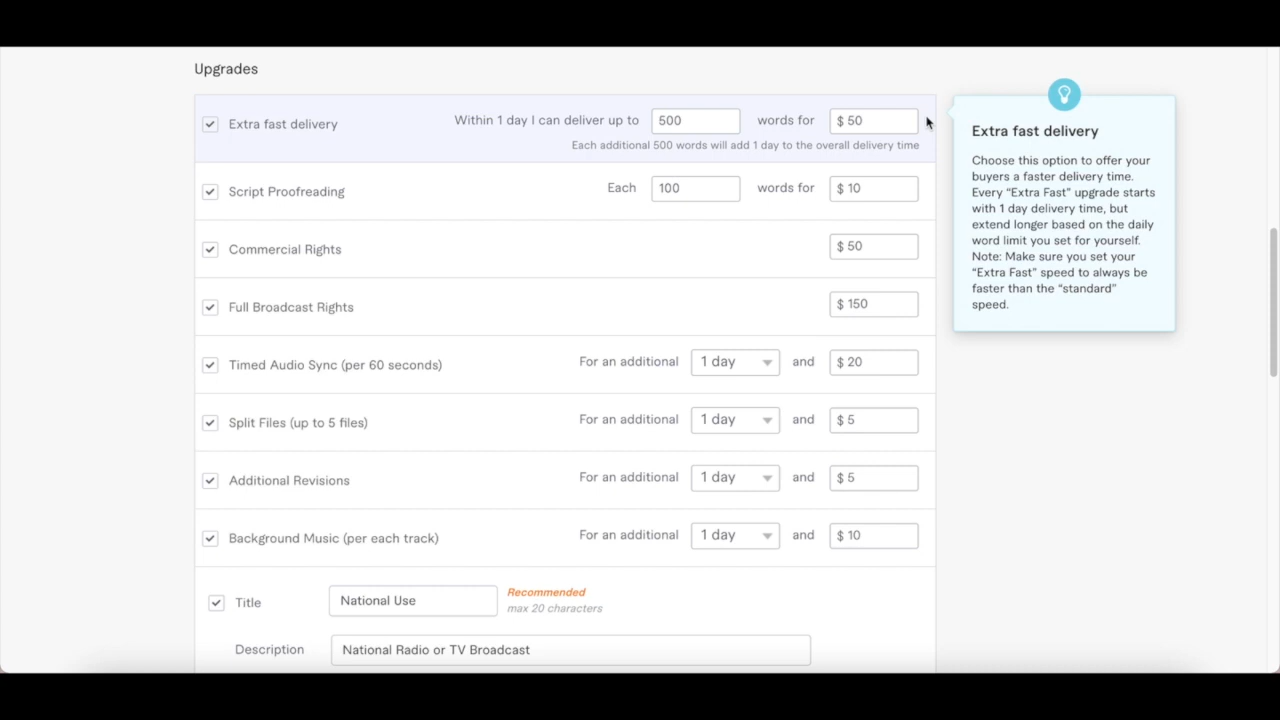 Upgrades
Extra fast delivery Within 1 day I can deliver up to 500 words for $ 50
Each additional 500 words will add 1 day to the overall delivery time
Script Proofreading Each 100 words for $ 10
Commercial Rights $ 50
Full Broadcast Rights $ 150
Timed Audio Sync (per 60 seconds) For an additional 1 day and $ 20
Split Files (up to 5 files) For an additional 1 day and $ 5
Additional Revisions For an additional 1 day and $ 5
Background Music (per each track) For an additional 1 day and $ 10
Title National Use Recommended
max 20 characters
Description National Radio or TV Broadcast
Extra fast delivery
Choose this option to offer your
buyers a faster delivery time.
Every “Extra Fast” upgrade starts
with 1 day delivery time, but
extend longer based on the daily
word limit you set for yourself.
Note: Make sure you set your
“Extra Fast” speed to always be
faster than the “standard”
speed.